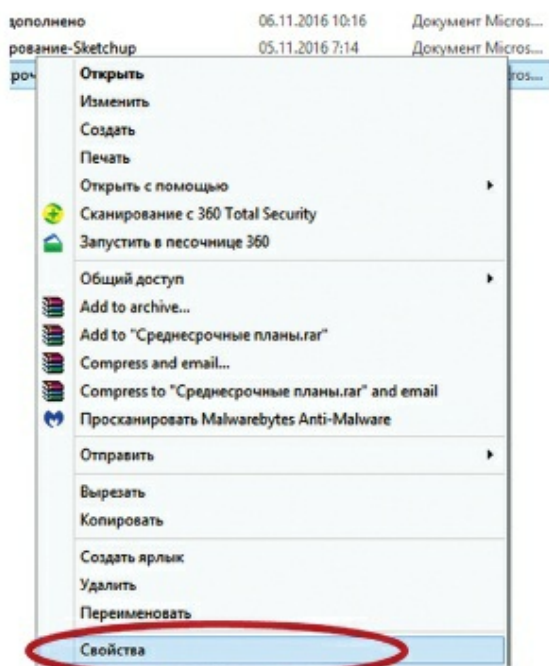 дополнено 06.11.2016 10:16 Документ Micros...
рование-Sketchup 05.11.2016 7:14 Документ Micros...
Открыть
Изменить
Создать
Печать
Открыть с помощью
Сканирование с 360 Total Security
Запустить в песочнице 360
Общий доступ
Add to archive...
Add to "Среднесрочные планы.rar"
Compress and email...
Compress to "Среднесрочные планы.rar" and email
Просканировать Malwarebytes Anti-Malware
Отправить
Вырезать
Копировать
Создать ярлык
Удалить
Переименовать
Свойства